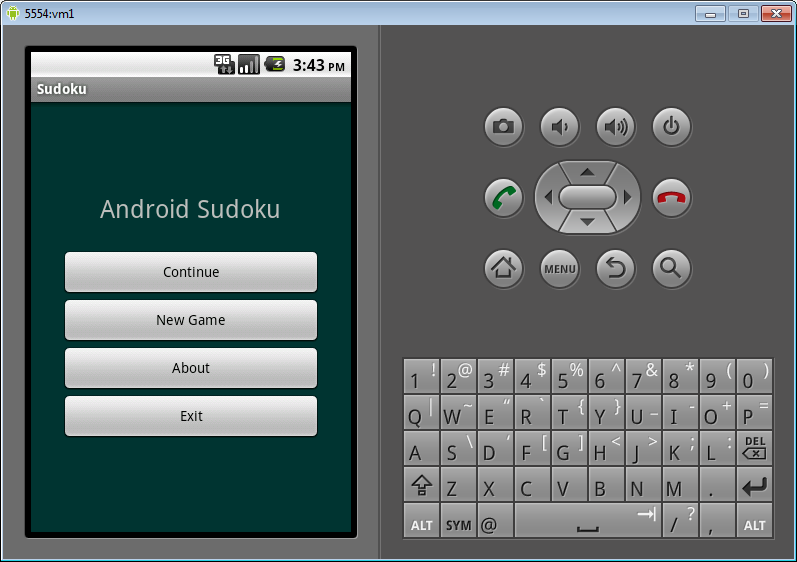 5554:vm1
3G 3:43 PM
Sudoku
Android Sudoku
Continue
New Game
About
Exit
MENU
1 ! 2 @ 3 # 4 $ 5 % 6 ^ 7 & 8 * 9 ( 0 )
Q | W ~ E “ R ` T { Y } U _ I - O + P =
A S \ D ‘ F [ G ] H < J > K ; L : DEL
Z X C V B N M .
ALT SYM @ / ? , ALT